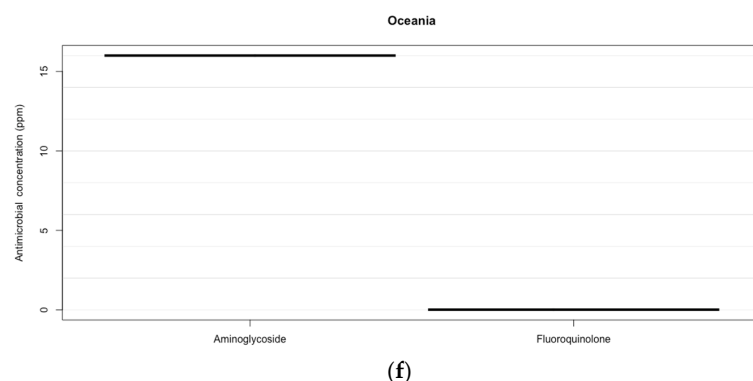 Oceania
Antimicrobial concentration (ppm)
15
10
5
0
Aminoglycoside
Fluoroquinolone
(f)